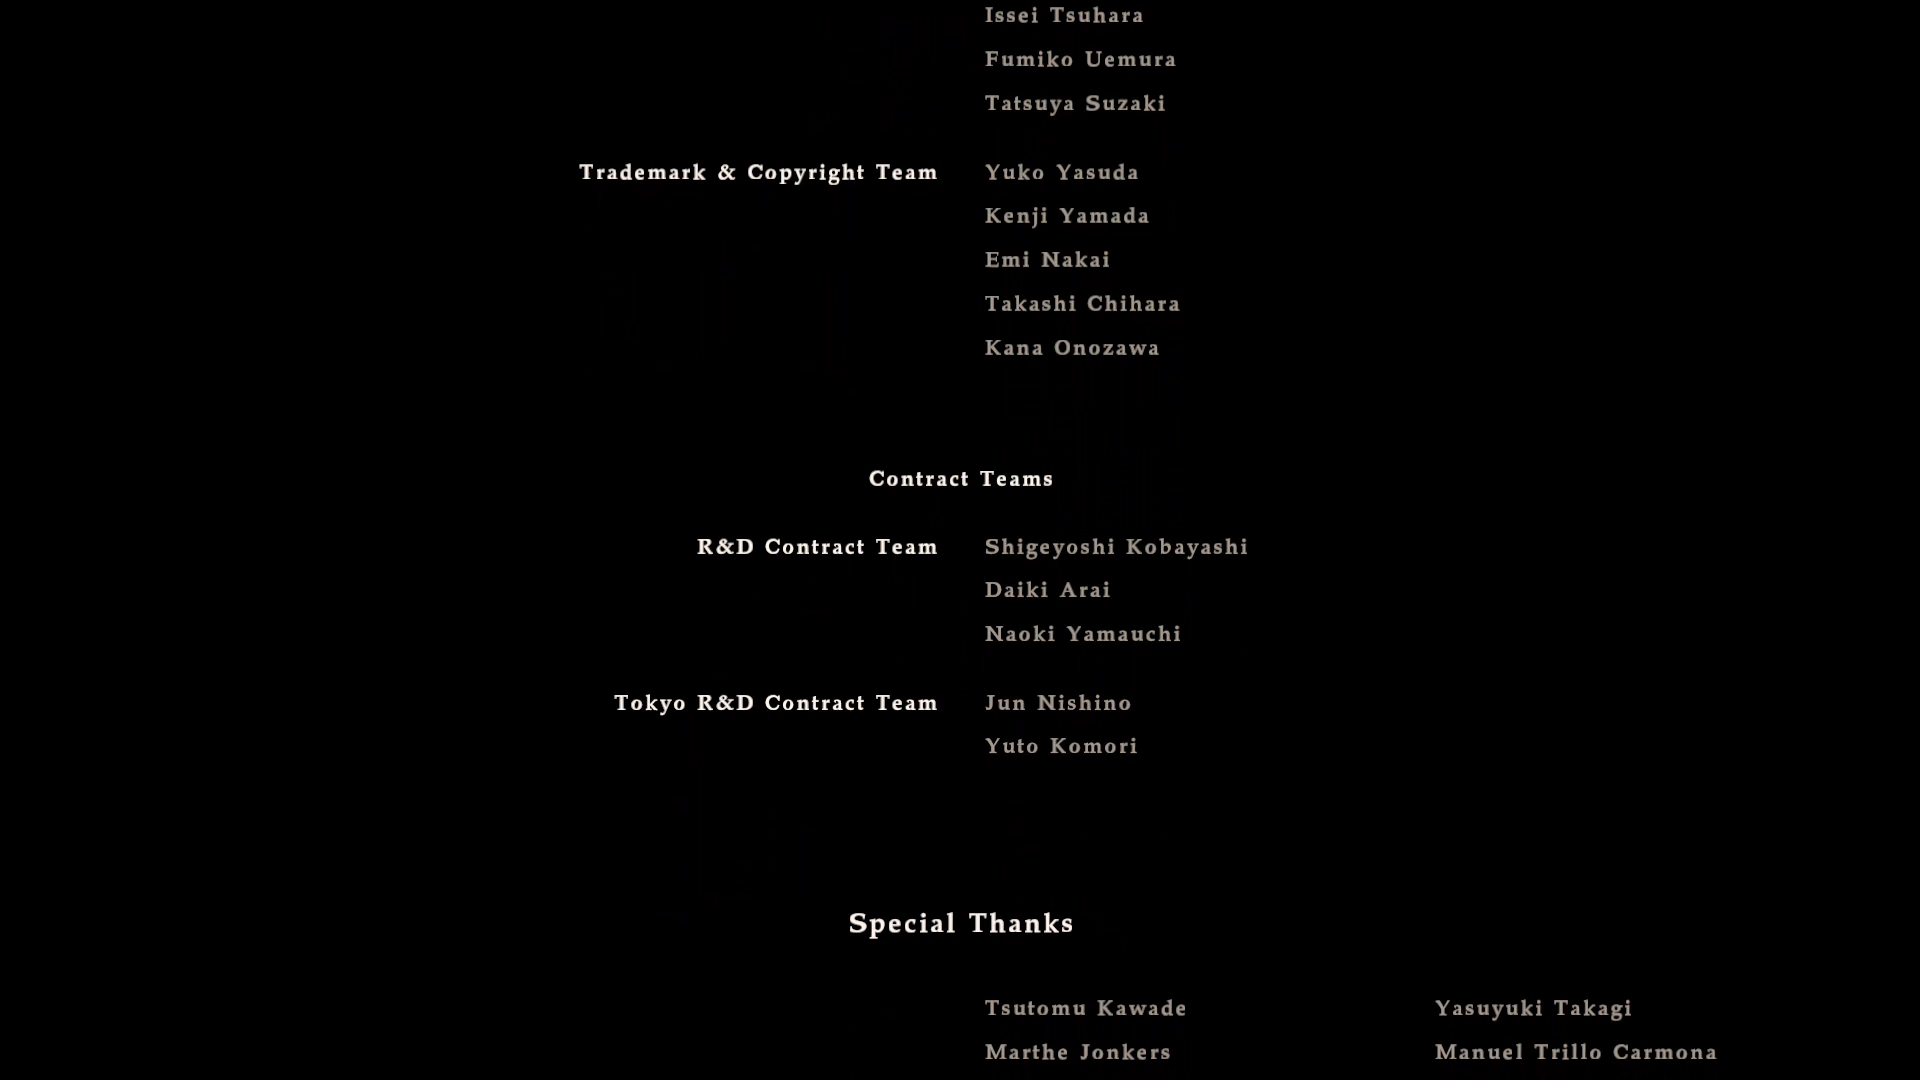 Issei Tsuhara
Fumiko Uemura
Tatsuya Suzaki
Trademark & Copyright Team Yuko Yasuda
Kenji Yamada
Emi Nakai
Takashi Chihara
Kana Onozawa
Contract Teams
R&D Contract Team Shigeyoshi Kobayashi
Daiki Arai
Naoki Yamauchi
Tokyo R&D Contract Team Jun Nishino
Yuto Komori
Special Thanks
Tsutomu Kawade Yasuyuki Takagi
Marthe Jonkers Manuel Trillo Carmona